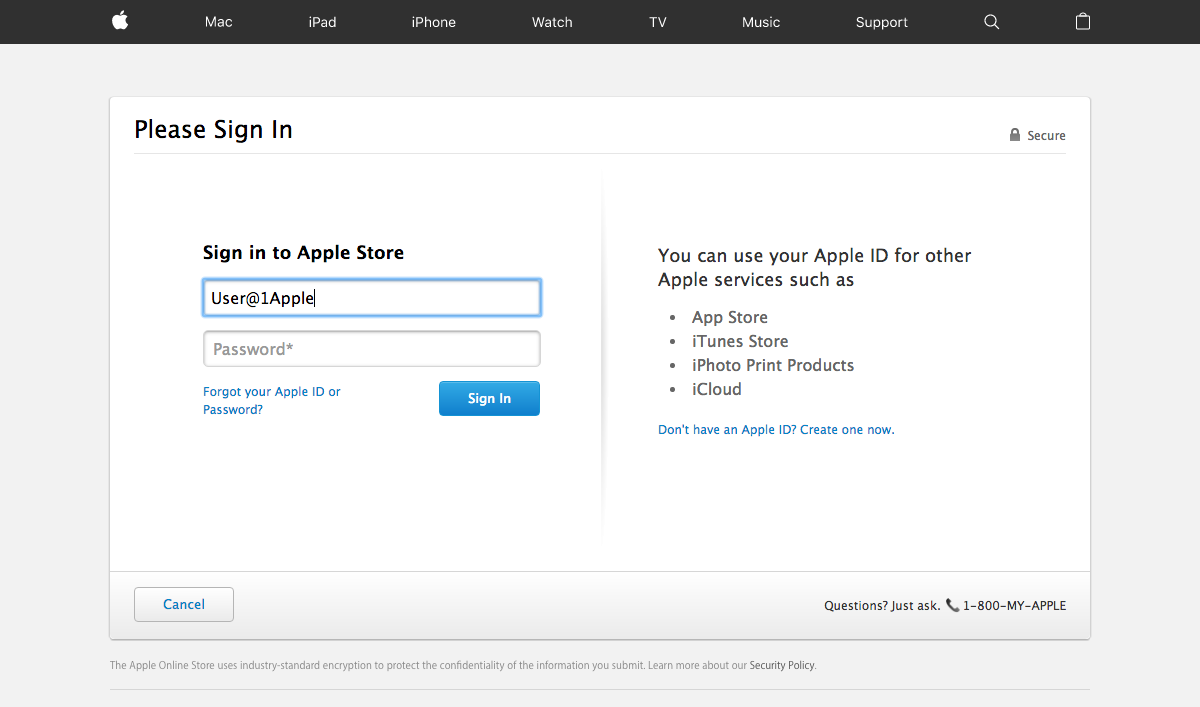 Mac iPad iPhone Watch TV Music Support
Please Sign In
Secure
Sign in to Apple Store
User@1Apple
Password*
Forgot your Apple ID or
Password?
Sign In
You can use your Apple ID for other
Apple services such as
• App Store
• iTunes Store
• iPhoto Print Products
• iCloud
Don't have an Apple ID? Create one now.
Cancel
Questions? Just ask. 1-800-MY-APPLE
The Apple Online Store uses industry-standard encryption to protect the confidentiality of the information you submit. Learn more about our Security Policy.